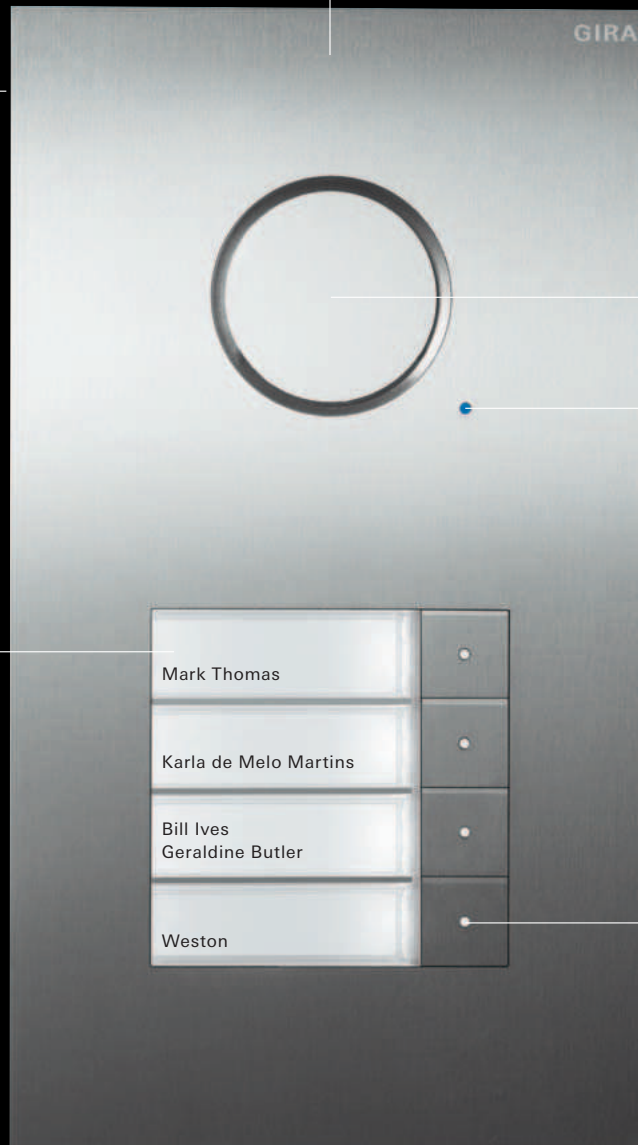 GIRA
Mark Thomas
Karla de Melo Martins
Bill Ives
Geraldine Butler
Weston